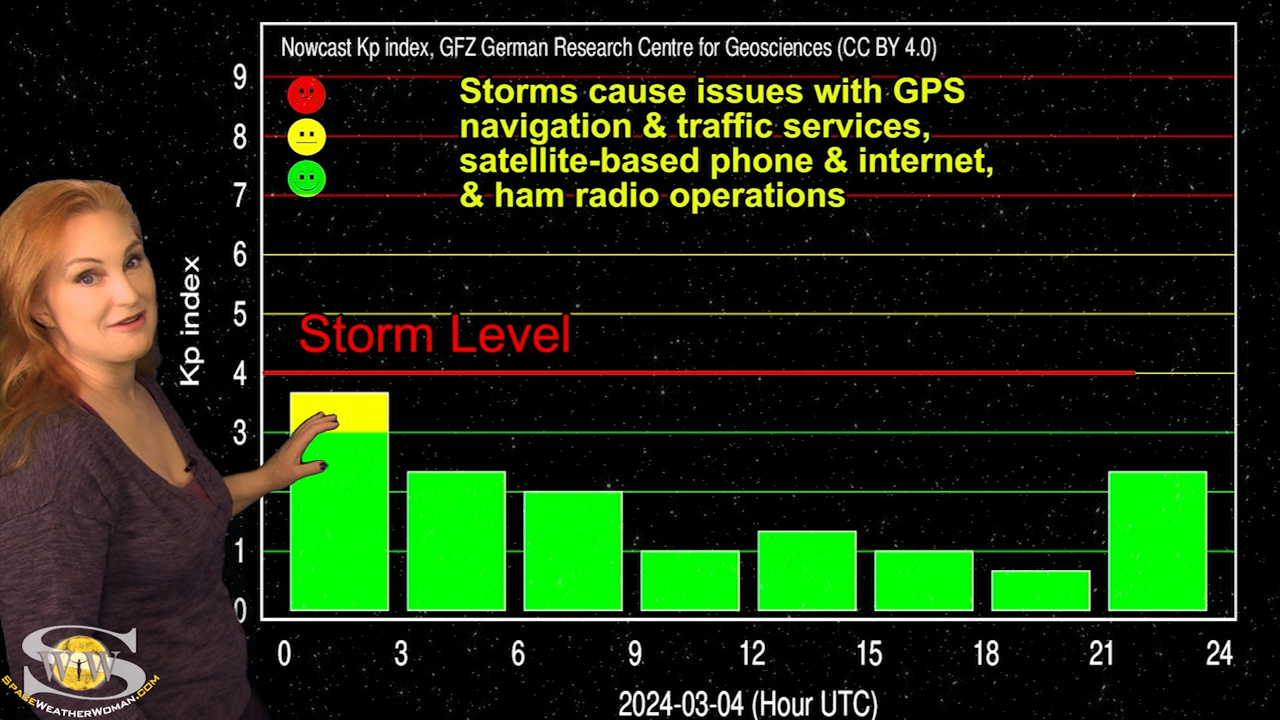 Nowcast Kp index, GFZ German Research Centre for Geosciences (CC BY 4.0)
Storms cause issues with GPS
navigation & traffic services,
satellite-based phone & internet,
& ham radio operations
Storm Level
Kp index
9
8
7
6
5
4
3
1
0
0 3 6 9 12 15 18 21 24
2024-03-04 (Hour UTC)
SWW
SPACEWEATHERWOMAN.COM